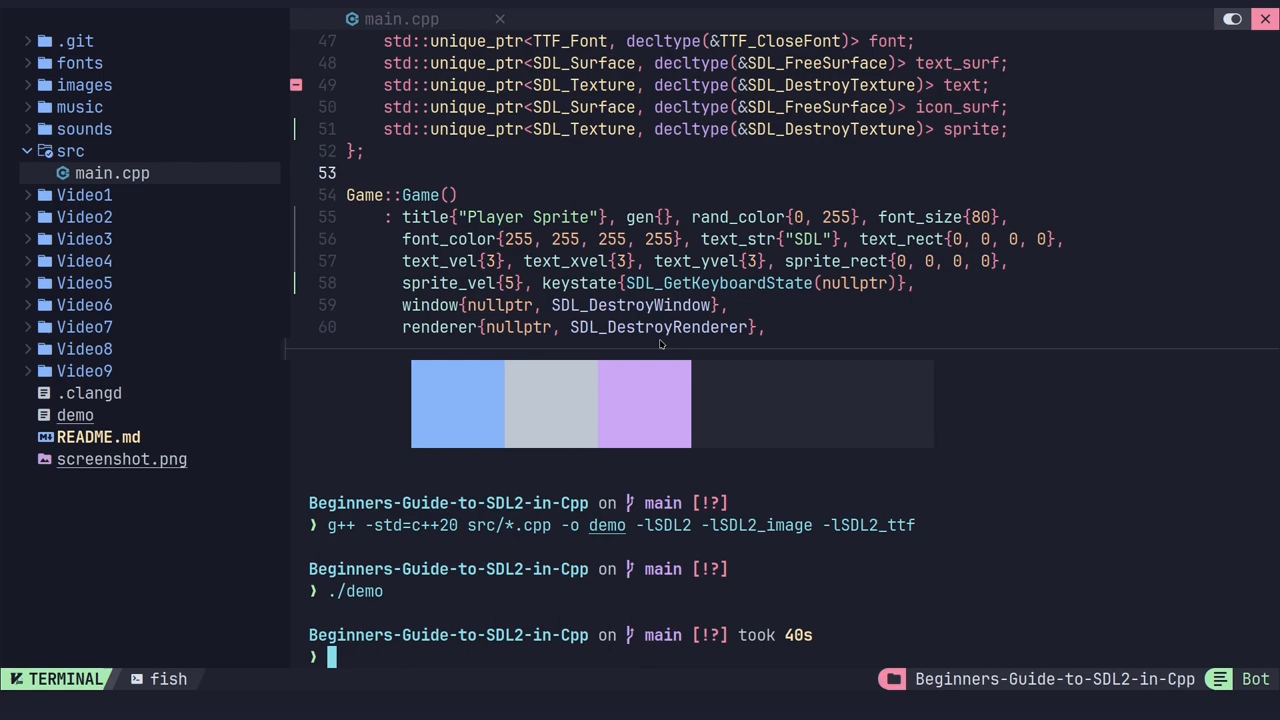 main.cpp
.git
fonts
images
music
sounds
src
main.cpp
Video1
Video2
Video3
Video4
Video5
Video6
Video7
Video8
Video9
.clangd
demo
README.md
screenshot.png
47 std::unique_ptr<TTF_Font, decltype(&TTF_CloseFont)> font;
48 std::unique_ptr<SDL_Surface, decltype(&SDL_FreeSurface)> text_surf;
49 std::unique_ptr<SDL_Texture, decltype(&SDL_DestroyTexture)> text;
50 std::unique_ptr<SDL_Surface, decltype(&SDL_FreeSurface)> icon_surf;
51 std::unique_ptr<SDL_Texture, decltype(&SDL_DestroyTexture)> sprite;
52 };
53
54 Game::Game()
55 : title{"Player Sprite"}, gen{}, rand_color{0, 255}, font_size{80},
56 font_color{255, 255, 255, 255}, text_str{"SDL"}, text_rect{0, 0, 0, 0},
57 text_vel{3}, text_xvel{3}, text_yvel{3}, sprite_rect{0, 0, 0, 0},
58 sprite_vel{5}, keystate{SDL_GetKeyboardState(nullptr)},
59 window{nullptr, SDL_DestroyWindow},
60 renderer{nullptr, SDL_DestroyRenderer},
Beginners-Guide-to-SDL2-in-Cpp on main [!?]
❯ g++ -std=c++20 src/*.cpp -o demo -lSDL2 -lSDL2_image -lSDL2_ttf
Beginners-Guide-to-SDL2-in-Cpp on main [!?]
❯ ./demo
Beginners-Guide-to-SDL2-in-Cpp on main [!?] took 40s
❯
TERMINAL fish Beginners-Guide-to-SDL2-in-Cpp Bot